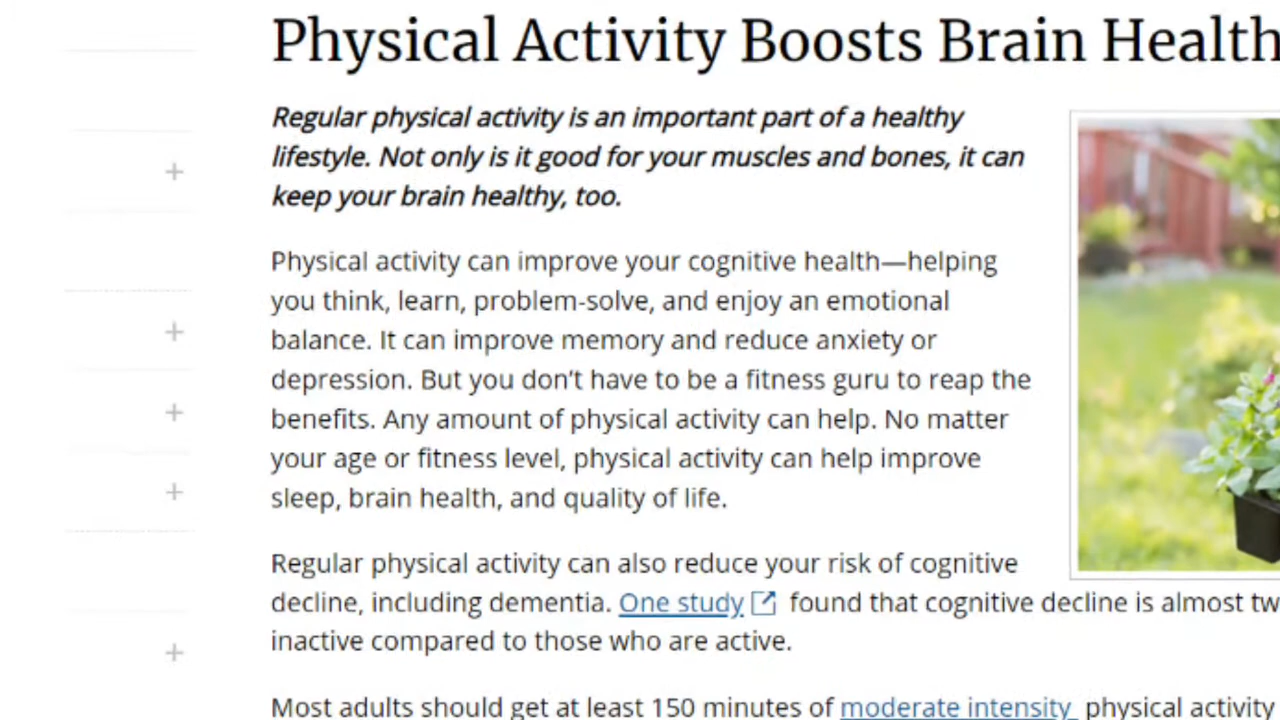 Physical Activity Boosts Brain Health
Regular physical activity is an important part of a healthy
lifestyle. Not only is it good for your muscles and bones, it can
keep your brain healthy, too.
Physical activity can improve your cognitive health—helping
you think, learn, problem-solve, and enjoy an emotional
balance. It can improve memory and reduce anxiety or
depression. But you don’t have to be a fitness guru to reap the
benefits. Any amount of physical activity can help. No matter
your age or fitness level, physical activity can help improve
sleep, brain health, and quality of life.
Regular physical activity can also reduce your risk of cognitive
decline, including dementia. One study found that cognitive decline is almost tw
inactive compared to those who are active.
Most adults should get at least 150 minutes of moderate intensity physical activity